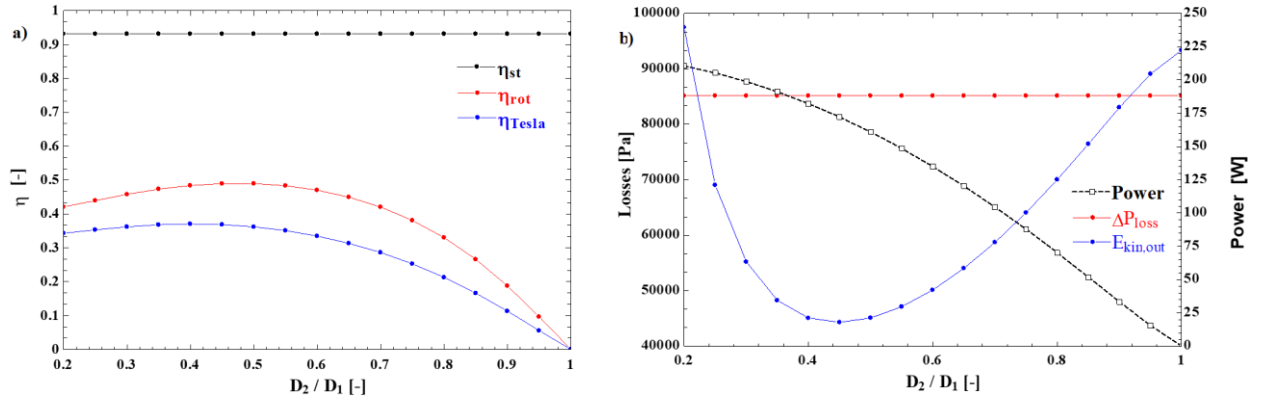 a)
1
0.9
0.8
0.7
0.6
0.5
0.4
0.3
0.2
0.1
0
η [-]
ηst
ηrot
ηTesla
0.2 0.3 0.4 0.5 0.6 0.7 0.8 0.9 1
D2 / D1 [-]
b)
100000
90000
80000
70000
60000
50000
40000
Losses [Pa]
Power
ΔPloss
Ekin,out
250
225
200
175
150
125
100
75
50
25
0
Power [W]
0.2 0.4 0.6 0.8 1
D2 / D1 [-]